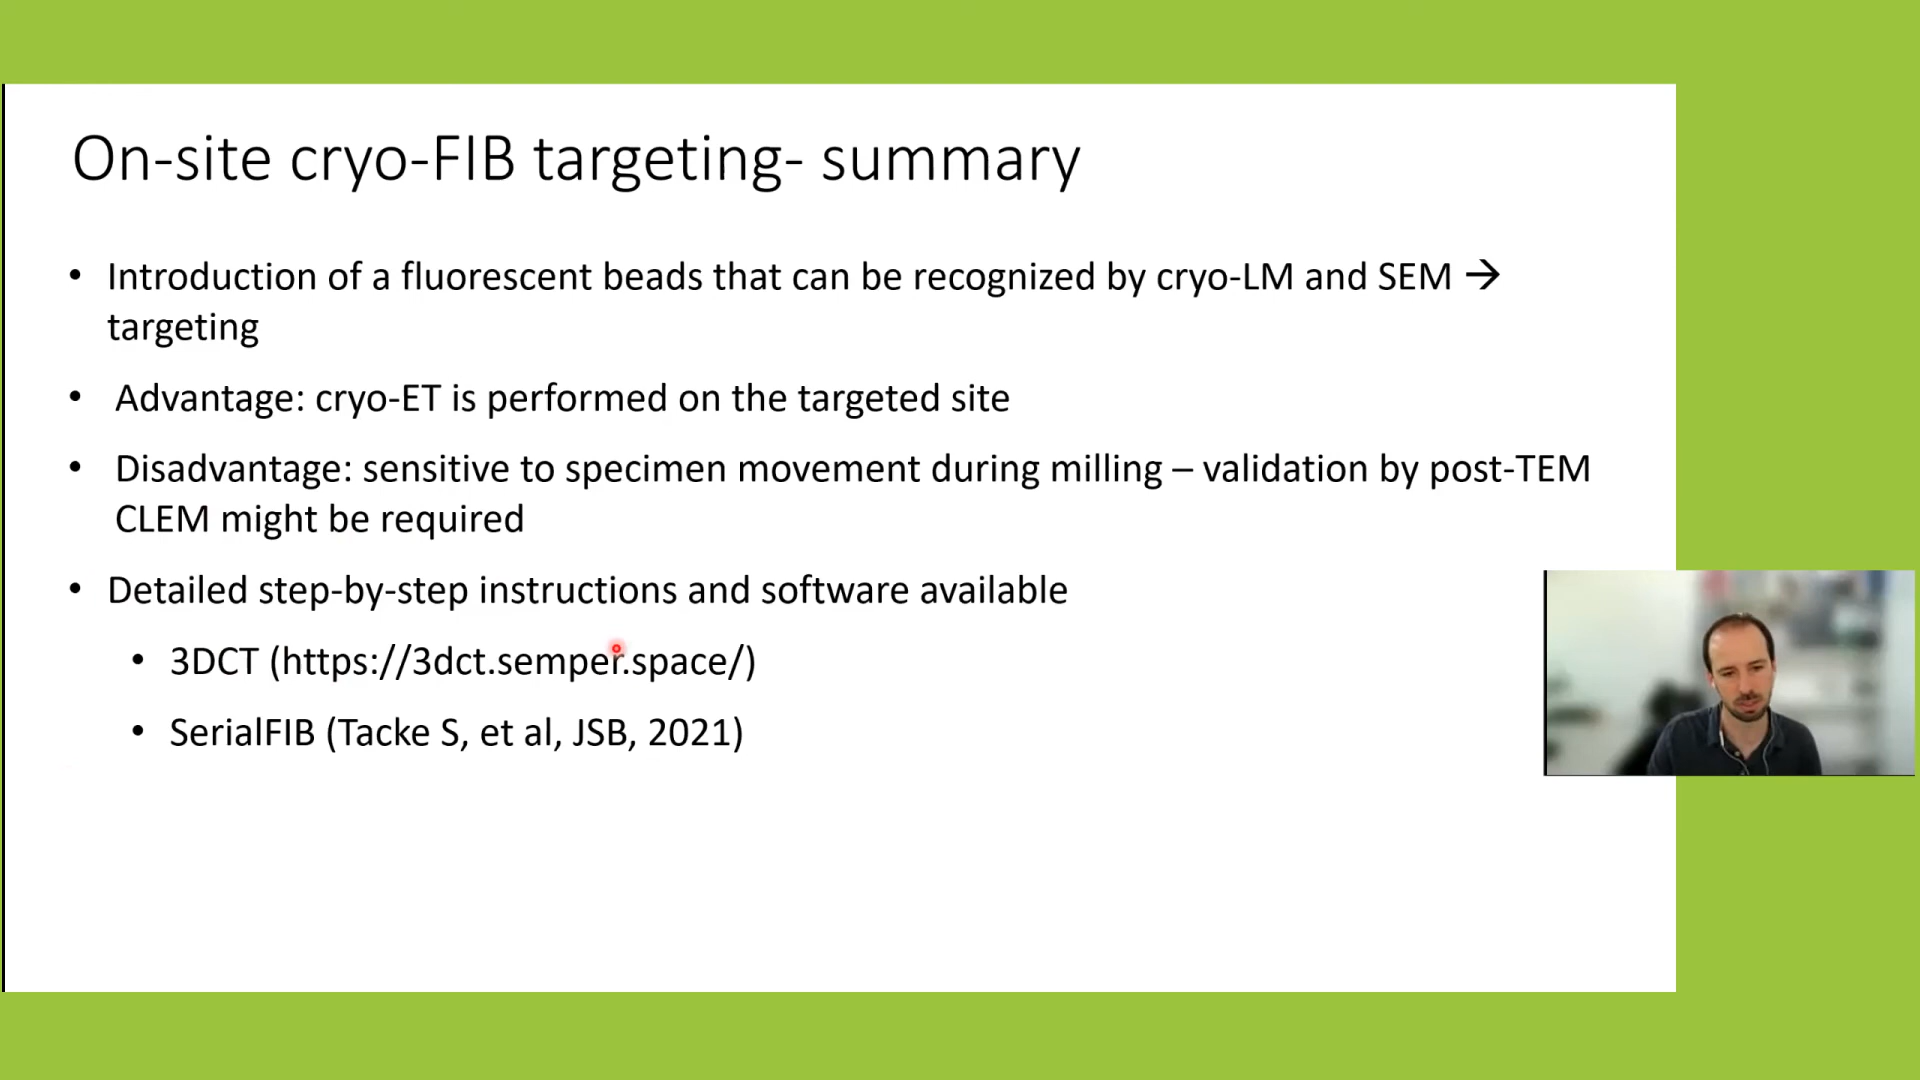 On-site cryo-FIB targeting- summary
• Introduction of a fluorescent beads that can be recognized by cryo-LM and SEM →
targeting
• Advantage: cryo-ET is performed on the targeted site
• Disadvantage: sensitive to specimen movement during milling – validation by post-TEM
CLEM might be required
• Detailed step-by-step instructions and software available
• 3DCT (https://3dct.semper.space/)
• SerialFIB (Tacke S, et al, JSB, 2021)